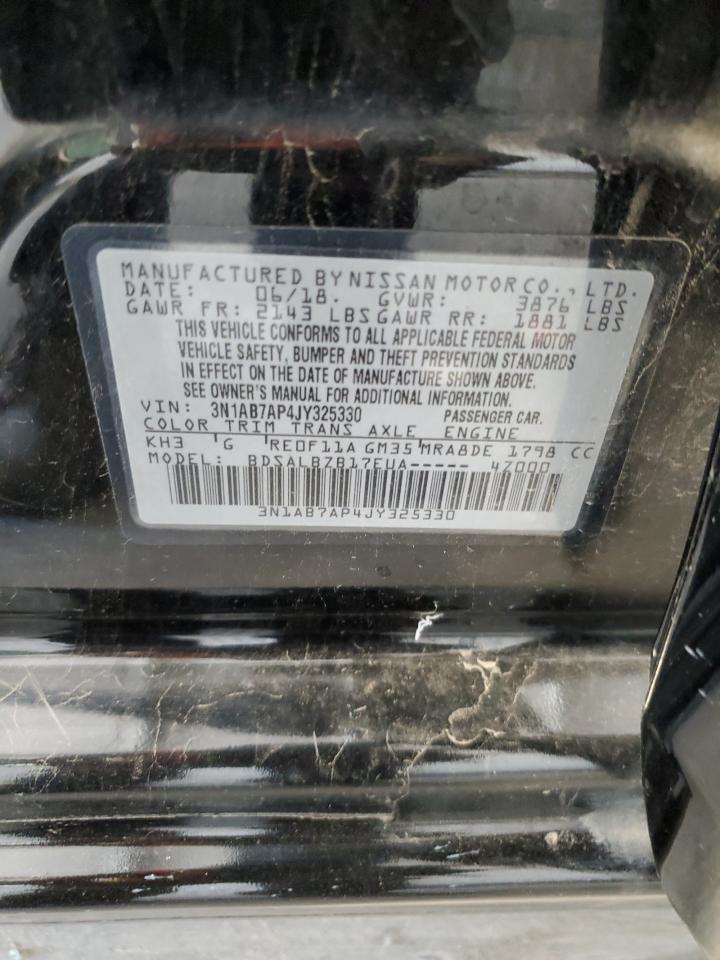 MANUFACTURED BY NISSAN MOTOR CO., LTD.
DATE: 06/18. GVWR: 3876 LBS
GAWR FR: 2143 LBS GAWR RR: 1881 LBS
THIS VEHICLE CONFORMS TO ALL APPLICABLE FEDERAL MOTOR
VEHICLE SAFETY, BUMPER AND THEFT PREVENTION STANDARDS
IN EFFECT ON THE DATE OF MANUFACTURE SHOWN ABOVE.
SEE OWNER'S MANUAL FOR ADDITIONAL INFORMATION.
VIN: 3N1AB7AP4JY325330 PASSENGER CAR.
COLOR TRIM TRANS AXLE ENGINE
KH3 G RE0F11A GM35 MRA8DE 1798 CC
MODEL: BDSALBZB17EUA----- 4Z000
3N1AB7AP4JY325330